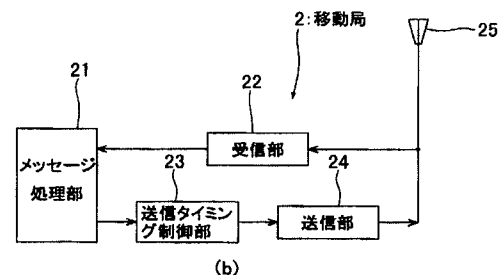 2:移動局
25
21
22
受信部
メッセージ
処理部
23
送信タイミン
グ制御部
24
送信部
(b)